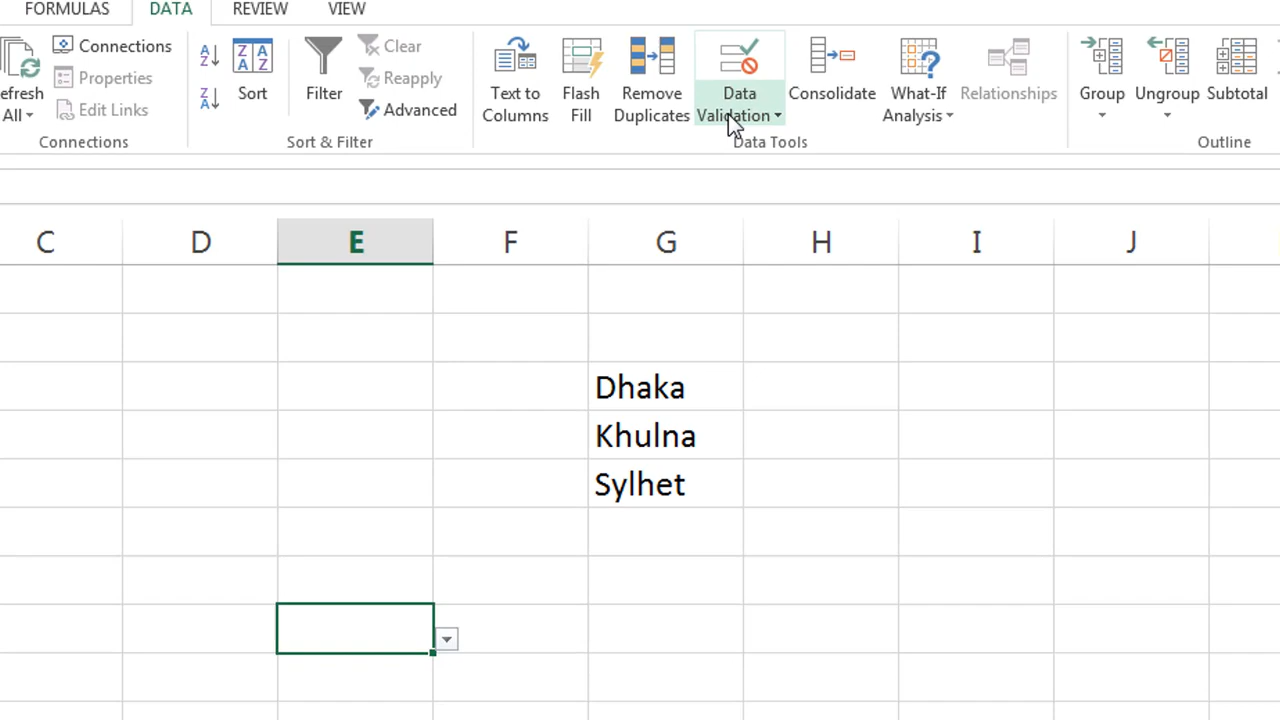 FORMULAS DATA REVIEW VIEW
Connections
Properties
Edit Links
efresh
All
Connections
Sort
Filter
Clear
Reapply
Advanced
Sort & Filter
Text to
Columns
Flash
Fill
Remove
Duplicates
Data
Validation
Consolidate
What-If
Analysis
Relationships
Data Tools
Group
Ungroup
Subtotal
Outline
C D E F G H I J
Dhaka
Khulna
Sylhet